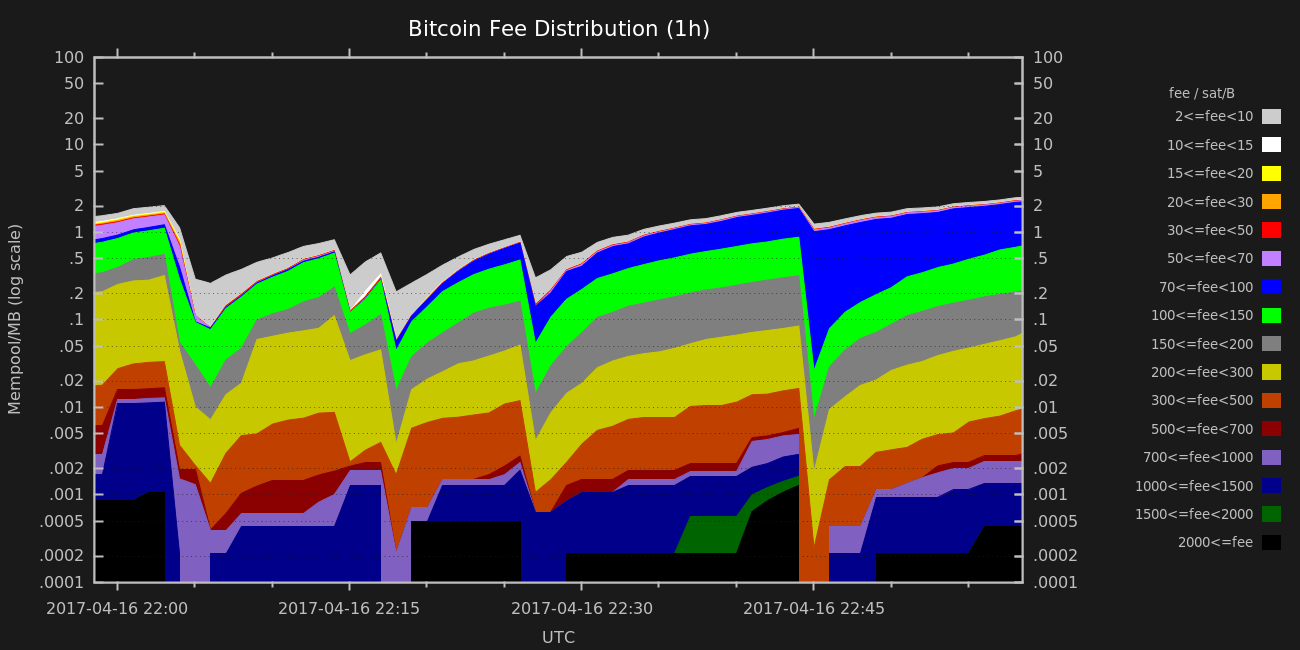 Bitcoin Fee Distribution (1h)
100
50
20
10
5
2
1
.5
.2
.1
.05
.02
.01
.005
.002
.001
.0005
.0002
.0001
Mempool/MB (log scale)
100
50
20
10
5
2
1
.5
.2
.1
.05
.02
.01
.005
.002
.001
.0005
.0002
.0001
2017-04-16 22:00
2017-04-16 22:15
2017-04-16 22:30
2017-04-16 22:45
UTC
fee / sat/B
2<=fee<10
10<=fee<15
15<=fee<20
20<=fee<30
30<=fee<50
50<=fee<70
70<=fee<100
100<=fee<150
150<=fee<200
200<=fee<300
300<=fee<500
500<=fee<700
700<=fee<1000
1000<=fee<1500
1500<=fee<2000
2000<=fee